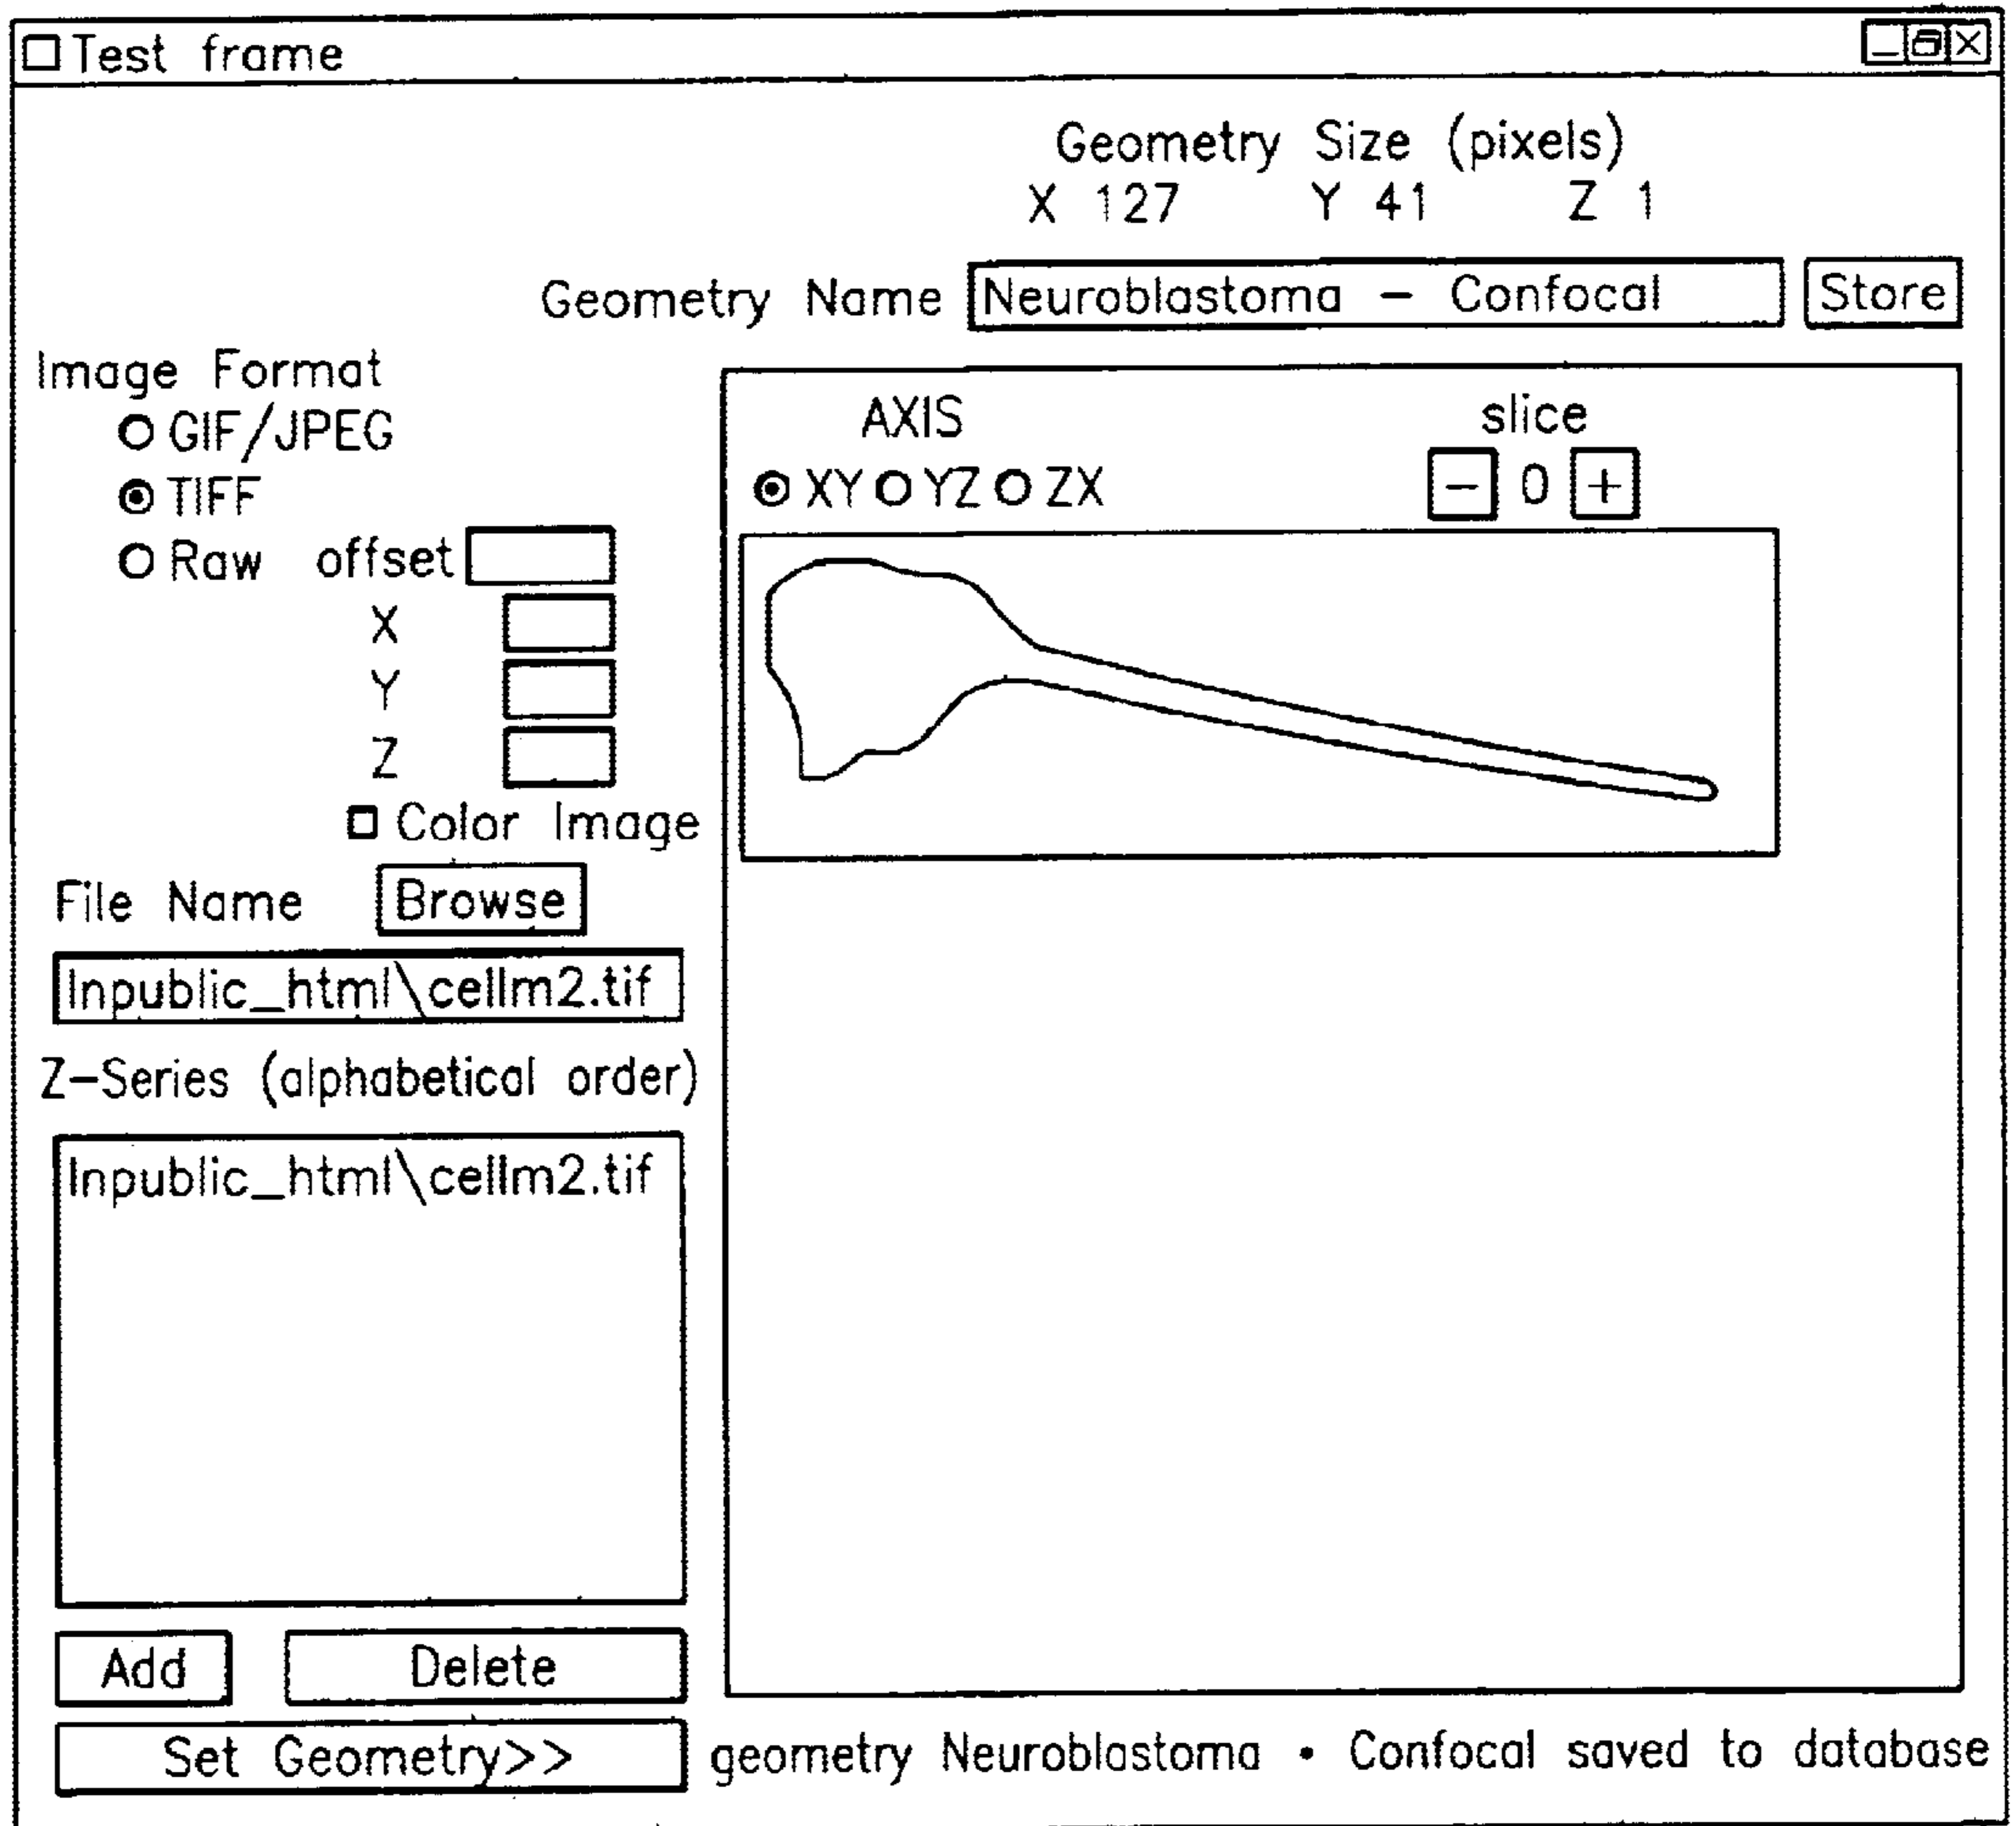 Test frame
Geometry Size (pixels)
X 127 Y 41 Z 1
Geometry Name Neuroblastoma – Confocal Store
Image Format
GIF/JPEG
TIFF
Raw offset
X
Y
Z
Color Image
File Name Browse
Inpublic_html\cellm2.tif
Z–Series (alphabetical order)
Inpublic_html\cellm2.tif
Add Delete
Set Geometry>>
AXIS slice
XY YZ ZX – 0 +
geometry Neuroblastoma • Confocal saved to database